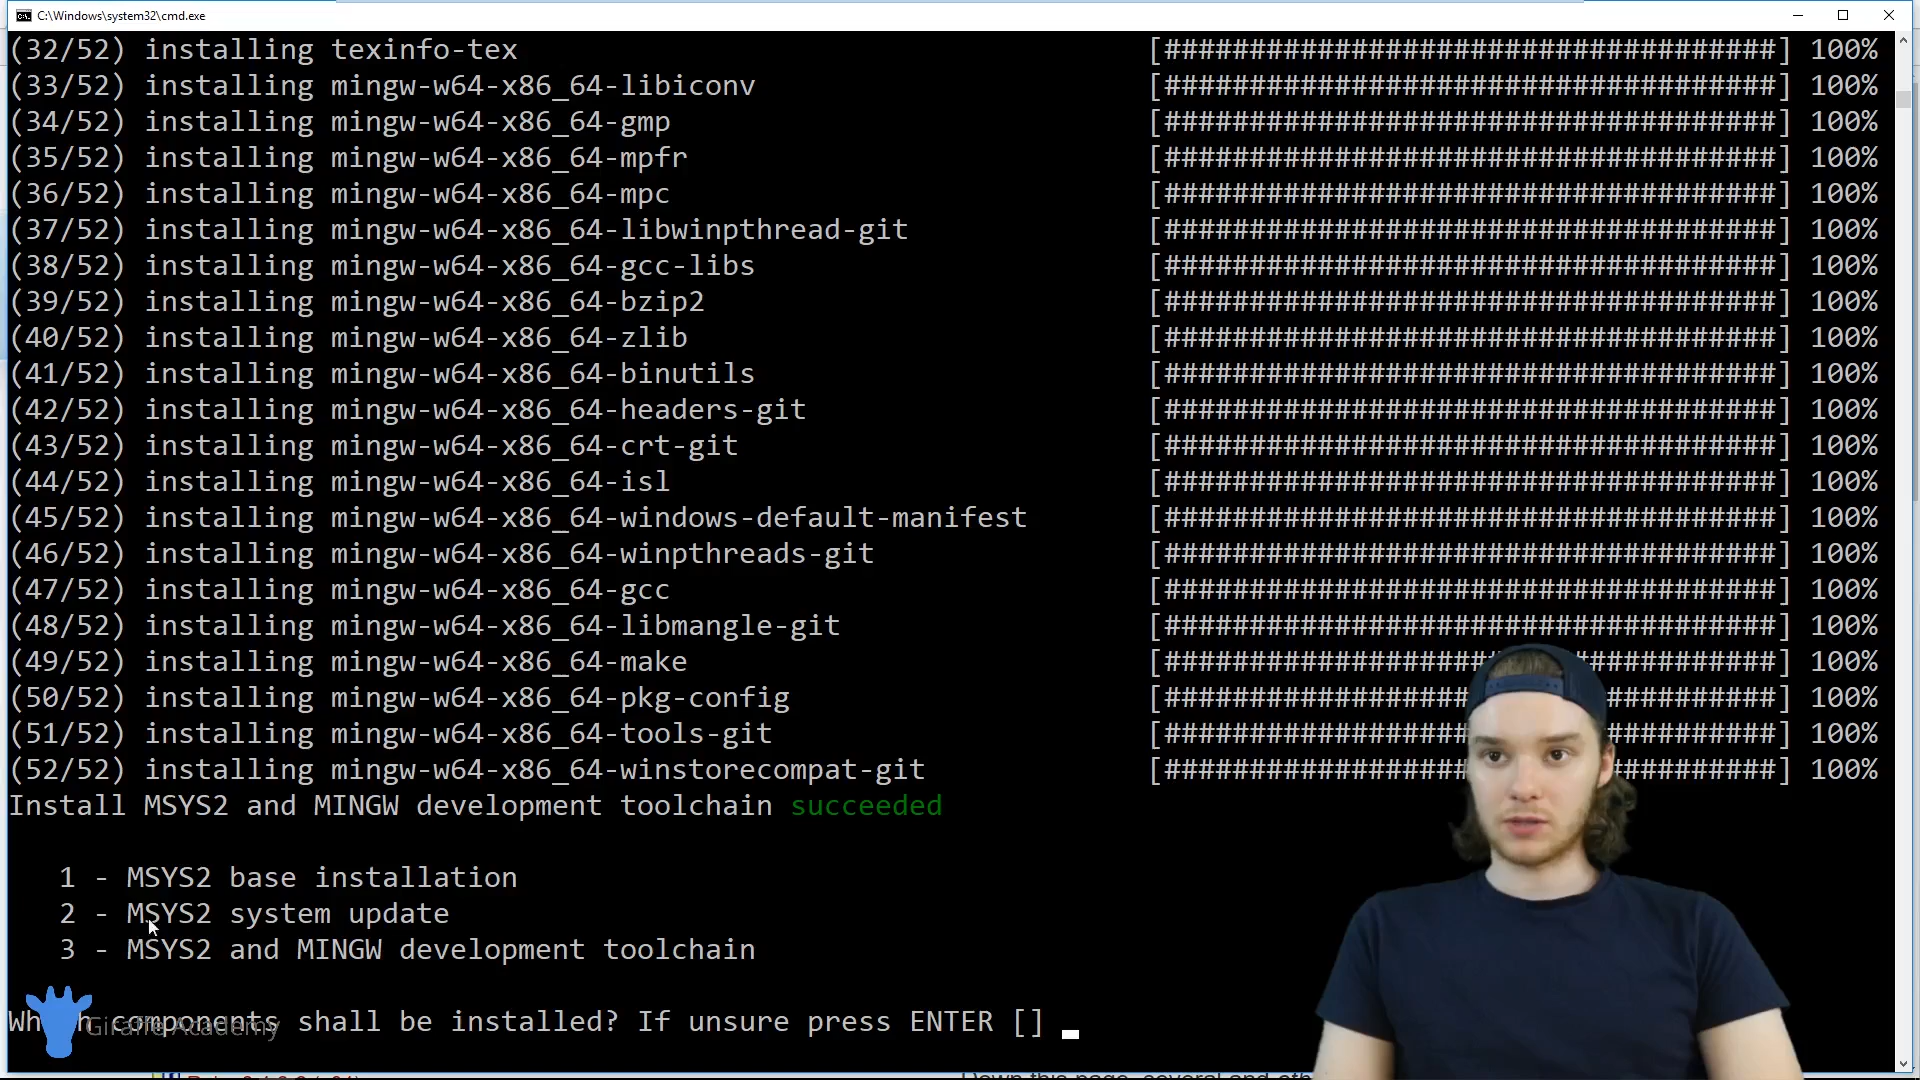 C:\Windows\system32\cmd.exe
(32/52) installing texinfo-tex [####################################] 100%
(33/52) installing mingw-w64-x86_64-libiconv [####################################] 100%
(34/52) installing mingw-w64-x86_64-gmp [####################################] 100%
(35/52) installing mingw-w64-x86_64-mpfr [####################################] 100%
(36/52) installing mingw-w64-x86_64-mpc [####################################] 100%
(37/52) installing mingw-w64-x86_64-libwinpthread-git [####################################] 100%
(38/52) installing mingw-w64-x86_64-gcc-libs [####################################] 100%
(39/52) installing mingw-w64-x86_64-bzip2 [####################################] 100%
(40/52) installing mingw-w64-x86_64-zlib [####################################] 100%
(41/52) installing mingw-w64-x86_64-binutils [####################################] 100%
(42/52) installing mingw-w64-x86_64-headers-git [####################################] 100%
(43/52) installing mingw-w64-x86_64-crt-git [####################################] 100%
(44/52) installing mingw-w64-x86_64-isl [####################################] 100%
(45/52) installing mingw-w64-x86_64-windows-default-manifest [####################################] 100%
(46/52) installing mingw-w64-x86_64-winpthreads-git [####################################] 100%
(47/52) installing mingw-w64-x86_64-gcc [####################################] 100%
(48/52) installing mingw-w64-x86_64-libmangle-git [####################################] 100%
(49/52) installing mingw-w64-x86_64-make [################### ###########] 100%
(50/52) installing mingw-w64-x86_64-pkg-config [################## ##########] 100%
(51/52) installing mingw-w64-x86_64-tools-git [################## ##########] 100%
(52/52) installing mingw-w64-x86_64-winstorecompat-git [################## ##########] 100%
Install MSYS2 and MINGW development toolchain succeeded
1 - MSYS2 base installation
2 - MSYS2 system update
3 - MSYS2 and MINGW development toolchain
components shall be installed? If unsure press ENTER []
Giraffe Academy